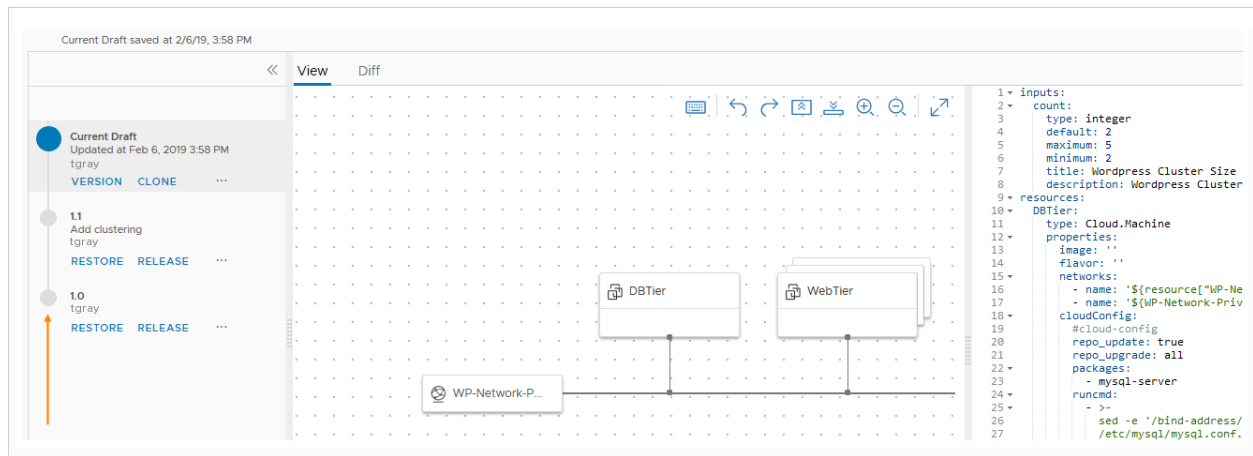 Current Draft saved at 2/6/19, 3:58 PM
View Diff
Current Draft
Updated at Feb 6, 2019 3:58 PM
tgray
VERSION CLONE ...
1.1
Add clustering
tgray
RESTORE RELEASE ...
1.0
tgray
RESTORE RELEASE ...
DBTier
WebTier
WP-Network-P...
1 inputs:
2 count:
3 type: integer
4 default: 2
5 maximum: 5
6 minimum: 2
7 title: Wordpress Cluster Size
8 description: Wordpress Cluster
9 resources:
10 DBTier:
11 type: Cloud.Machine
12 properties:
13 image: ''
14 flavor: ''
15 networks:
16 - name: '${resource["WP-Ne
17 - name: '${WP-Network-Priv
18 cloudConfig:
19 #cloud-config
20 repo_update: true
21 repo_upgrade: all
22 packages:
23 - mysql-server
24 runcmd:
25 - >-
26 sed -e '/bind-address/
27 /etc/mysql/mysql.conf.